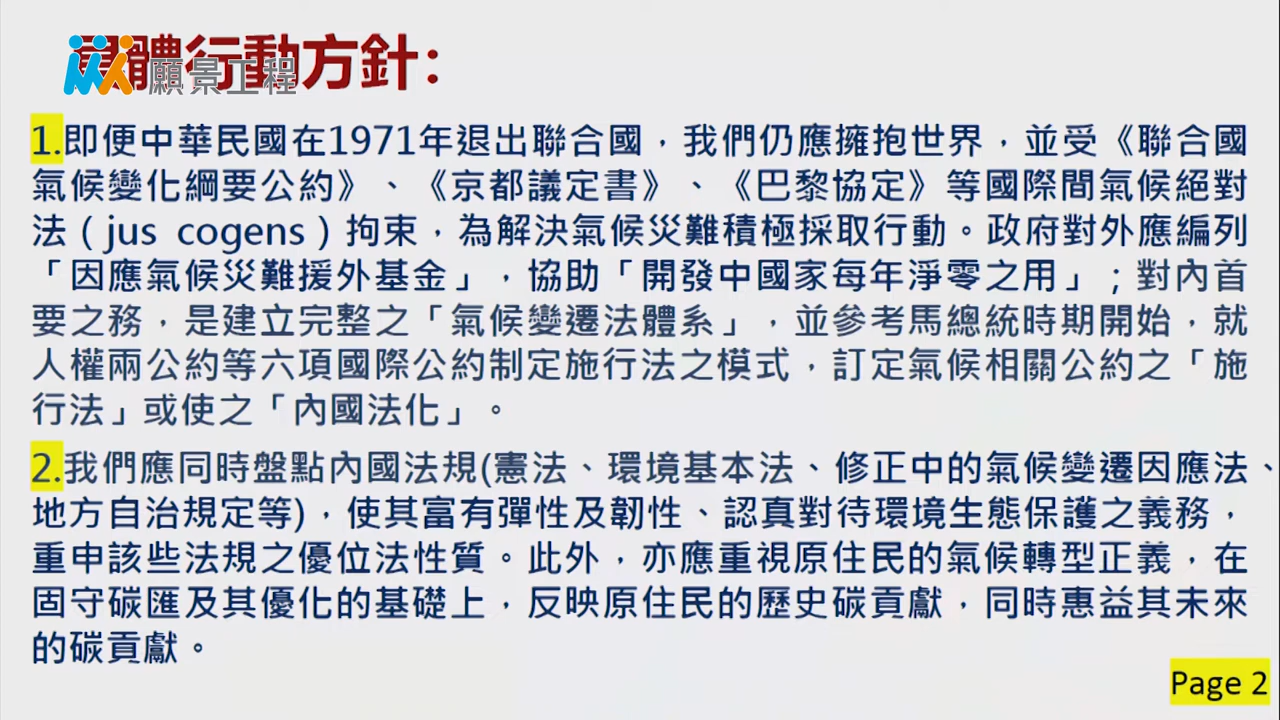 體行動方針：
願景工程
1.即便中華民國在1971年退出聯合國，我們仍應擁抱世界，並受《聯合國
氣候變化綱要公約》、《京都議定書》、《巴黎協定》等國際間氣候絕對
法（jus cogens）拘束，為解決氣候災難積極採取行動。政府對外應編列
「因應氣候災難援外基金」，協助「開發中國家每年淨零之用」；對內首
要之務，是建立完整之「氣候變遷法體系」，並參考馬總統時期開始，就
人權兩公約等六項國際公約制定施行法之模式，訂定氣候相關公約之「施
行法」或使之「內國法化」。
2.我們應同時盤點內國法規(憲法、環境基本法、修正中的氣候變遷因應法、
地方自治規定等)，使其富有彈性及韌性、認真對待環境生態保護之義務，
重申該些法規之優位法性質。此外，亦應重視原住民的氣候轉型正義，在
固守碳匯及其優化的基礎上，反映原住民的歷史碳貢獻，同時惠益其未來
的碳貢獻。
Page 2